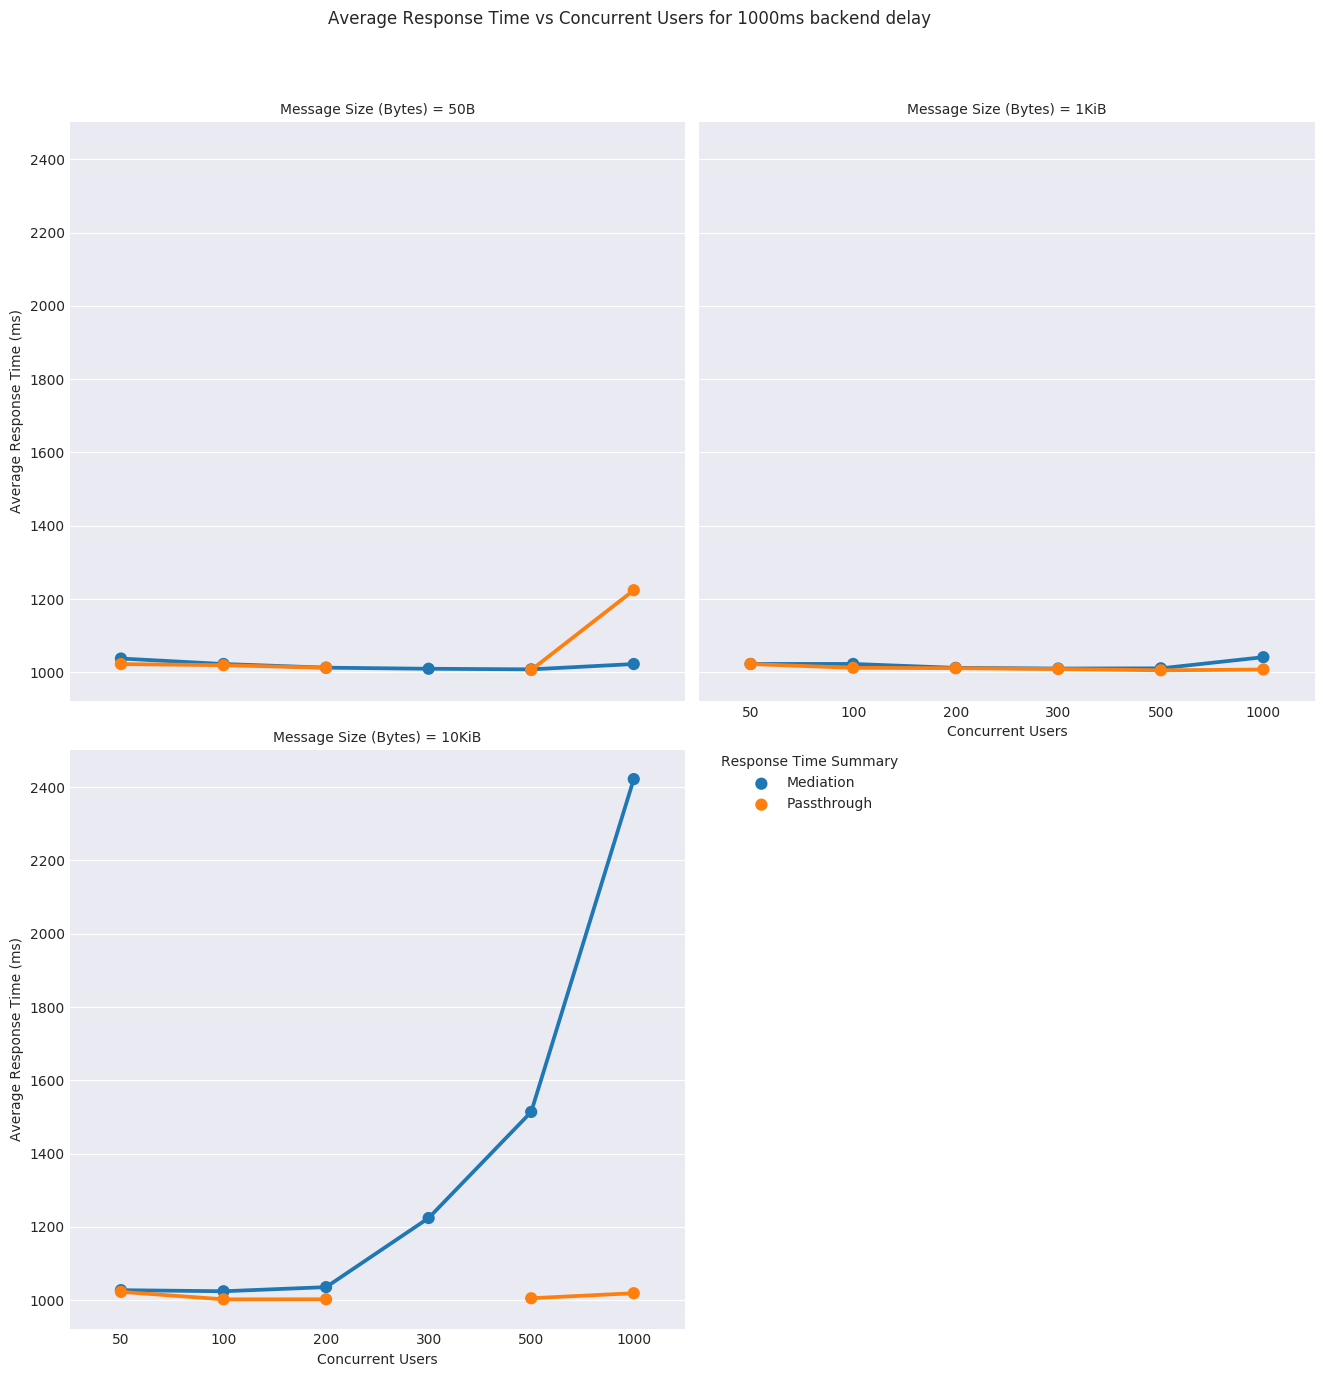 Average Response Time vs Concurrent Users for 1000ms backend delay
Message Size (Bytes) = 50B
Average Response Time (ms)
2400
2200
2000
1800
1600
1400
1200
1000
Message Size (Bytes) = 1KiB
50 100 200 300 500 1000
Concurrent Users
Message Size (Bytes) = 10KiB
Average Response Time (ms)
2400
2200
2000
1800
1600
1400
1200
1000
50 100 200 300 500 1000
Concurrent Users
Response Time Summary
Mediation
Passthrough